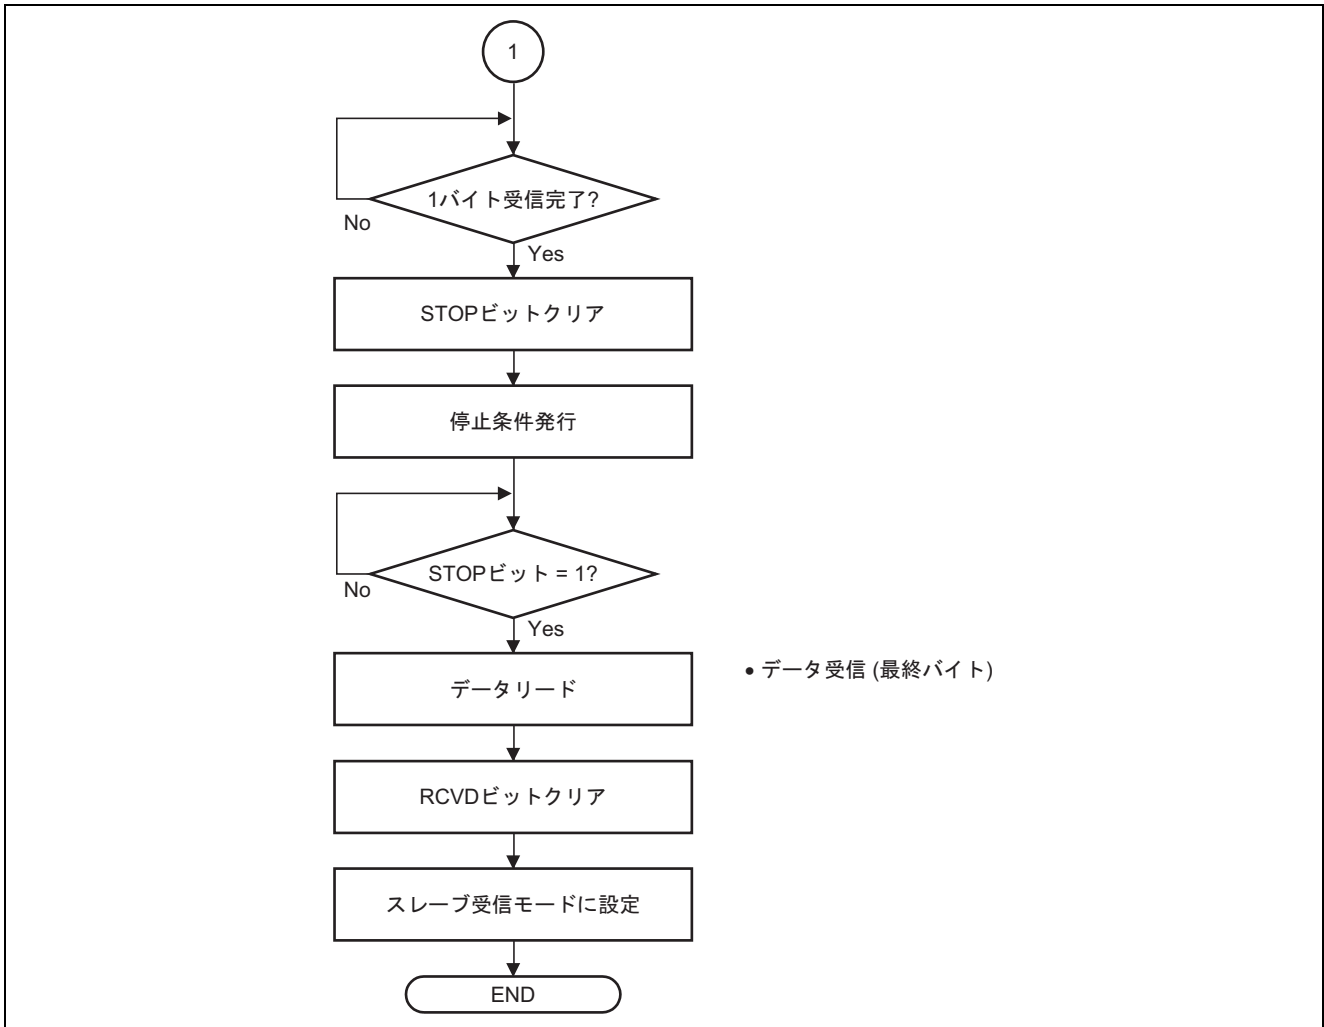 1
1バイト受信完了?
No
Yes
STOPビットクリア
停止条件発行
STOPビット = 1?
No
Yes
データリード
• データ受信 (最終バイト)
RCVDビットクリア
スレーブ受信モードに設定
END